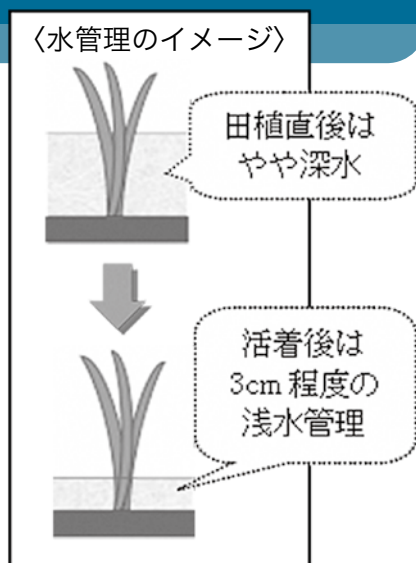 〈水管理のイメージ〉
田植直後は
やや深水
活着後は
3cm 程度の
浅水管理